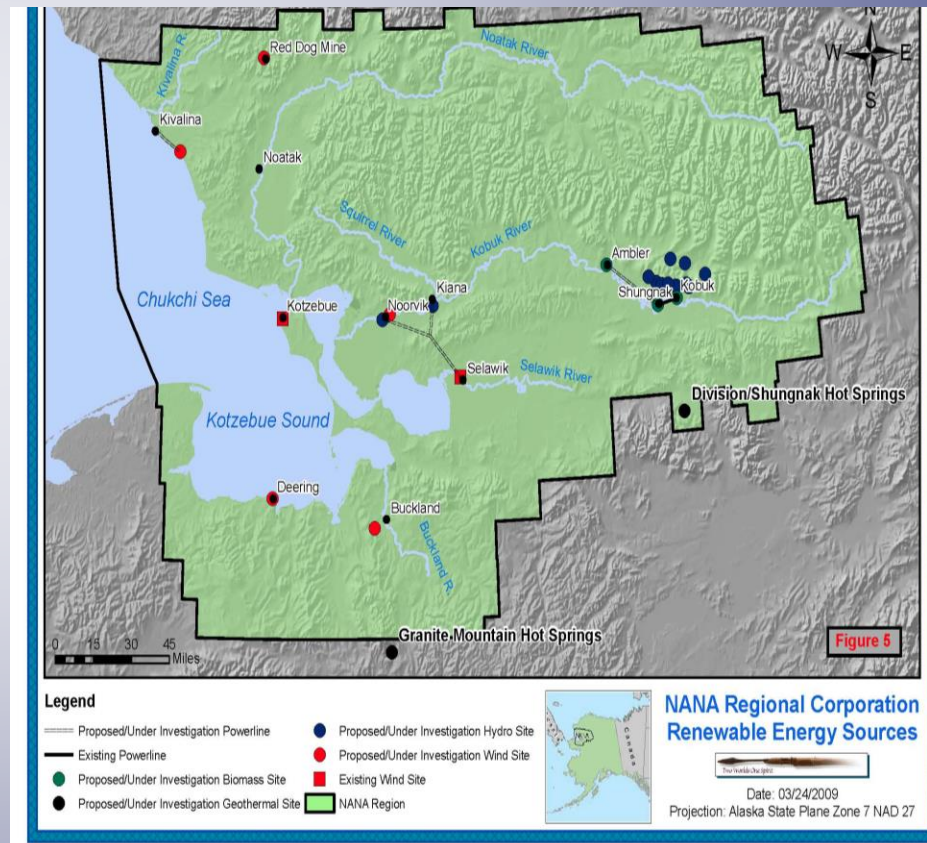 N
W
E
S
Red Dog Mine
Noatak River
Kivalina R.
Kivalina
Noatak
Squirrel River
Kobuk River
Ambler
Kiana
Shungnak
Kobuk
Chukchi Sea
Kotzebue
Noorvik
Selawik
Selawik River
Division/Shungnak Hot Springs
Kotzebue Sound
Deering
Buckland
Buckland R.
Granite Mountain Hot Springs
0 15 30 45
Miles
Figure 5
Legend
Proposed/Under Investigation Powerline
Existing Powerline
Proposed/Under Investigation Biomass Site
Proposed/Under Investigation Geothermal Site
Proposed/Under Investigation Hydro Site
Proposed/Under Investigation Wind Site
Existing Wind Site
NANA Region
Canada
NANA Regional Corporation
Renewable Energy Sources
Date: 03/24/2009
Projection: Alaska State Plane Zone 7 NAD 27